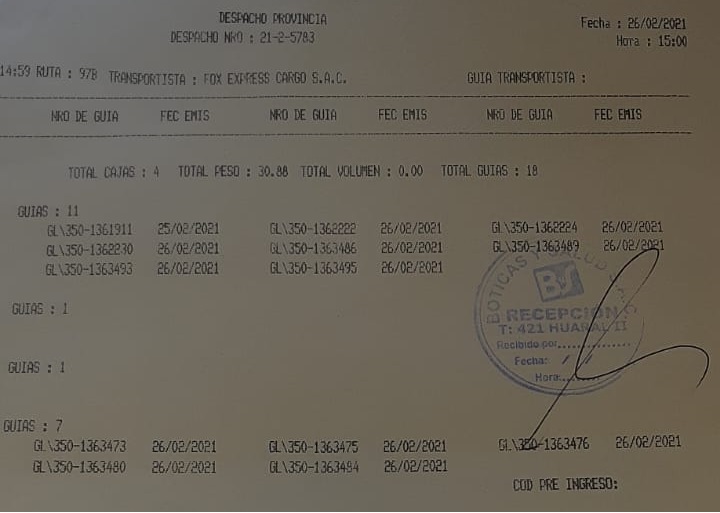 DESPACHO PROVINCIA
Fecha : 26/02/2021
DESPACHO NRO : 21-2-5783
Hora : 15:00
14:59 RUTA : 97B TRANSPORTISTA : FOX EXPRESS CARGO S.A.C. GUIA TRANSPORTISTA :
NRO DE GUIA FEC EMIS NRO DE GUIA FEC EMIS NRO DE GUIA FEC EMIS
TOTAL CAJAS : 4 TOTAL PESO : 30.88 TOTAL VOLUMEN : 0.00 TOTAL GUIAS : 18
GUIAS : 11
GL\350-1361911 25/02/2021 GL\350-1362222 26/02/2021 GL\350-1362224 26/02/2021
GL\350-1362230 26/02/2021 GL\350-1363486 26/02/2021 GL\350-1363489 26/02/2021
GL\350-1363493 26/02/2021 GL\350-1363495 26/02/2021
BOTICAS Y SALUD S.A.C.
BS
RECEPCIÓN
T: 421 HUARAL II
Recibido por
Fecha: / /
Hora:
GUIAS : 1
GUIAS : 1
GUIAS : 7
GL\350-1363473 26/02/2021 GL\350-1363475 26/02/2021 GL\350-1363476 26/02/2021
GL\350-1363480 26/02/2021 GL\350-1363484 26/02/2021
COD PRE INGRESO: